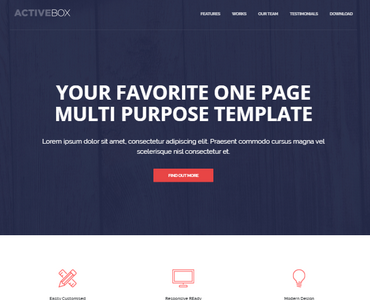 ACTIVEBOX
FEATURES WORKS OUR TEAM TESTIMONIALS DOWNLOAD
YOUR FAVORITE ONE PAGE
MULTI PURPOSE TEMPLATE
Lorem ipsum dolor sit amet, consectetur adipiscing elit. Praesent commodo cursus magna vel
scelerisque nisl consectetur et.
FIND OUT MORE
Easily Customised Responsive REady Modern Design